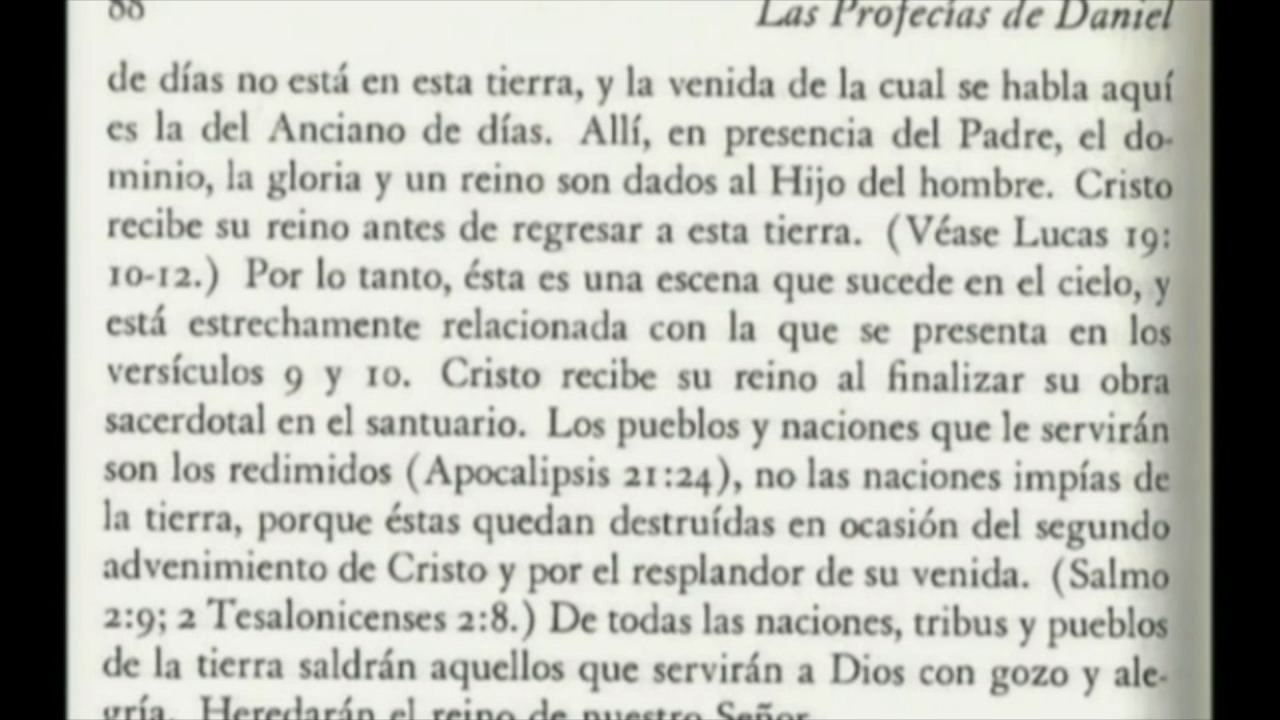 88 Las Profecías de Daniel
de días no está en esta tierra, y la venida de la cual se habla aquí
es la del Anciano de días. Allí, en presencia del Padre, el do-
minio, la gloria y un reino son dados al Hijo del hombre. Cristo
recibe su reino antes de regresar a esta tierra. (Véase Lucas 19:
10-12.) Por lo tanto, ésta es una escena que sucede en el cielo, y
está estrechamente relacionada con la que se presenta en los
versículos 9 y 10. Cristo recibe su reino al finalizar su obra
sacerdotal en el santuario. Los pueblos y naciones que le servirán
son los redimidos (Apocalipsis 21:24), no las naciones impías de
la tierra, porque éstas quedan destruídas en ocasión del segundo
advenimiento de Cristo y por el resplandor de su venida. (Salmo
2:9; 2 Tesalonicenses 2:8.) De todas las naciones, tribus y pueblos
de la tierra saldrán aquellos que servirán a Dios con gozo y ale-
gría. Heredarán el reino de nuestro Señor.